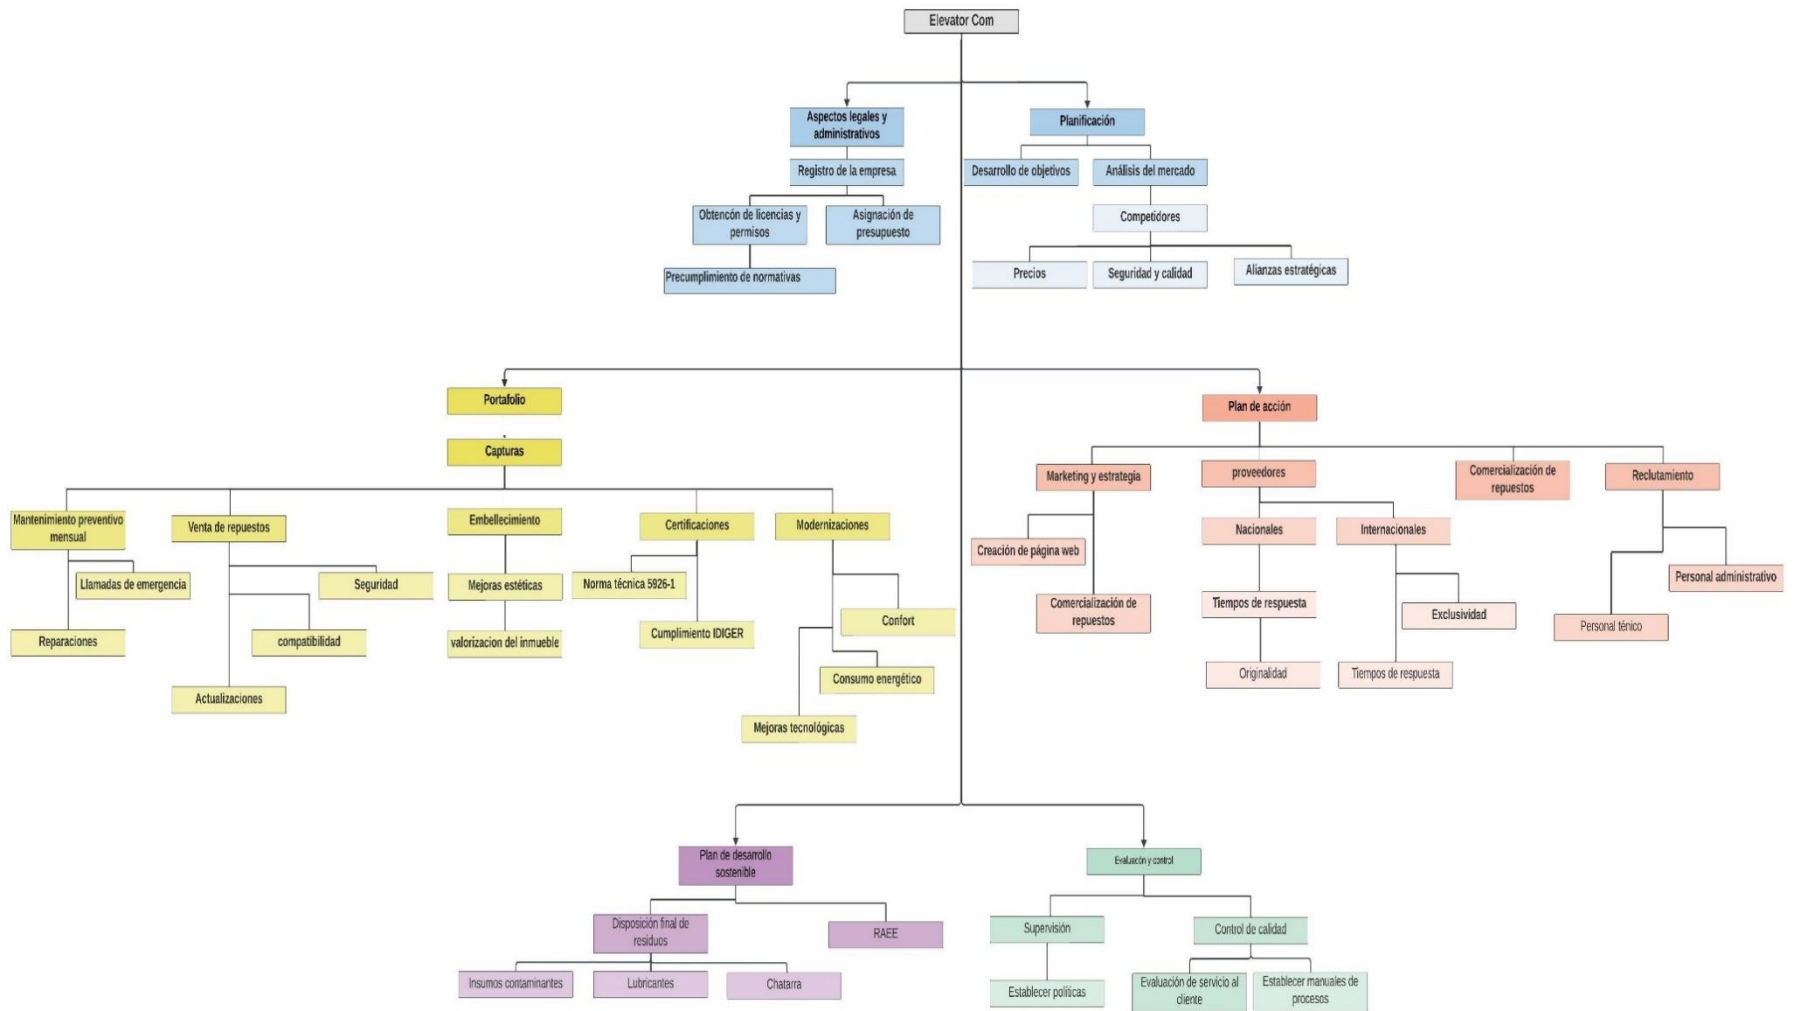 Elevator Com
Aspectos legales y
administrativos
Planificación
Registro de la empresa
Desarrollo de objetivos
Análisis del mercado
Obtencón de licencias y
permisos
Asignación de
presupuesto
Competidores
Precumplimiento de normativas
Precios
Seguridad y calidad
Alianzas estratégicas
Portafolio
Capturas
Mantenimiento preventivo
mensual
Venta de repuestos
Embellecimiento
Certificaciones
Modernizaciones
Llamadas de emergencia
Seguridad
Mejoras estéticas
Norma técnica 5926-1
Confort
Reparaciones
compatibilidad
valorizacion del inmueble
Cumplimiento IDIGER
Consumo energético
Actualizaciones
Mejoras tecnológicas
Plan de acción
Marketing y estrategia
proveedores
Comercialización de
repuestos
Reclutamiento
Nacionales
Internacionales
Creación de página web
Personal administrativo
Comercialización de
repuestos
Tiempos de respuesta
Exclusividad
Personal ténico
Originalidad
Tiempos de respuesta
Plan de desarrollo
sostenible
Disposición final de
residuos
RAEE
Insumos contaminantes
Lubricantes
Chatarra
Evaluación y control
Supervisión
Control de calidad
Establecer políticas
Evaluación de servicio al
cliente
Establecer manuales de
procesos